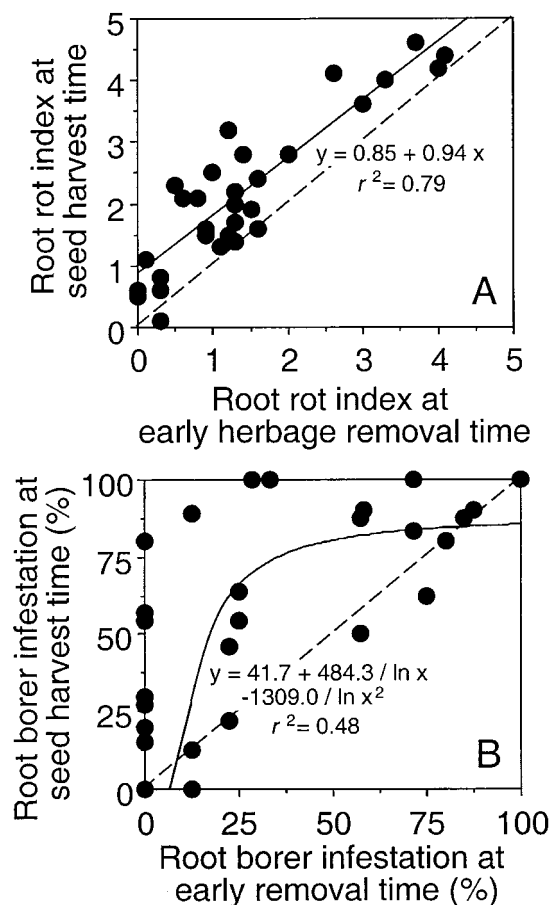 5
4
3
2
1
0
Root rot index at
seed harvest time
y = 0.85 + 0.94 x
r 2= 0.79
A
0 1 2 3 4 5
Root rot index at
early herbage removal time
100
75
50
25
0
Root borer infestation at
seed harvest time (%)
y = 41.7 + 484.3 / ln x
-1309.0 / ln x2
r 2= 0.48
B
0 25 50 75 100
Root borer infestation at
early removal time (%)